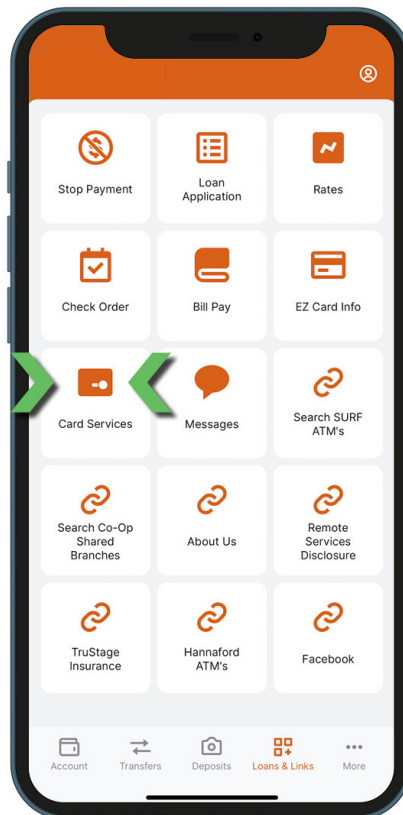 Stop Payment
Loan
Application
Rates
Check Order
Bill Pay
EZ Card Info
Card Services
Messages
Search SURF
ATM's
Search Co-Op
Shared
Branches
About Us
Remote
Services
Disclosure
TruStage
Insurance
Hannaford
ATM's
Facebook
Account
Transfers
Deposits
Loans & Links
More